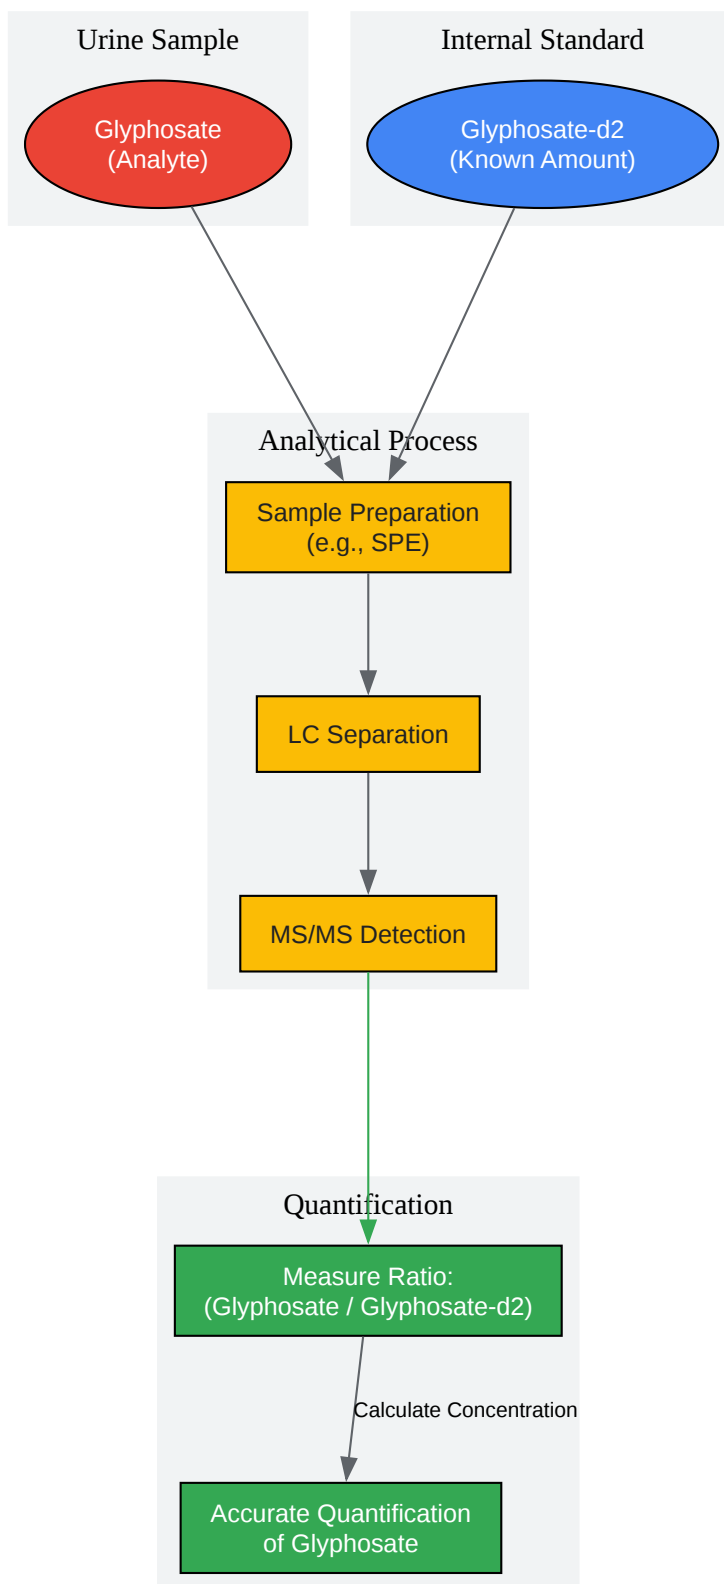 Urine Sample
Internal Standard
Glyphosate
(Analyte)
Glyphosate-d2
(Known Amount)
Analytical Process
Sample Preparation
(e.g., SPE)
LC Separation
MS/MS Detection
Quantification
Measure Ratio:
(Glyphosate / Glyphosate-d2)
Calculate Concentration
Accurate Quantification
of Glyphosate